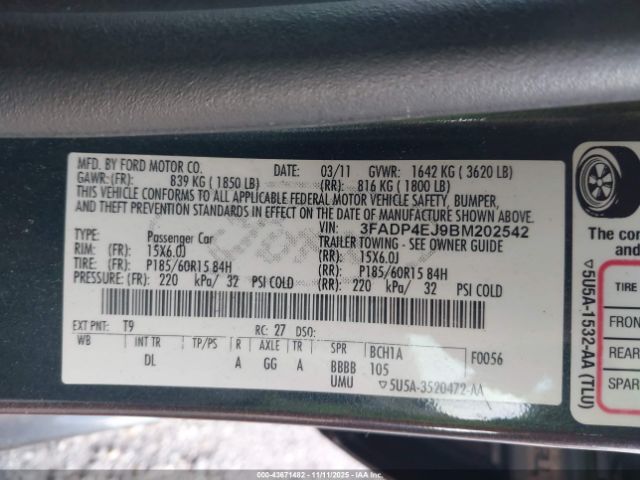 MFD. BY FORD MOTOR CO.
DATE: 03/11 GVWR: 1642 KG ( 3620 LB)
GAWR: (FR): 839 KG ( 1850 LB) (RR): 816 KG ( 1800 LB)
THIS VEHICLE CONFORMS TO ALL APPLICABLE FEDERAL MOTOR VEHICLE SAFETY, BUMPER,
AND THEFT PREVENTION STANDARDS IN EFFECT ON THE DATE OF MANUFACTURE SHOWN ABOVE.
VIN: 3FADP4EJ9BM202542
TYPE: Passenger Car TRAILER TOWING - SEE OWNER GUIDE
RIM: (FR): 15X6.0J (RR): 15X6.0J
TIRE: (FR): P185/60R15 84H (RR): P185/60R15 84H
PRESSURE: (FR): 220 kPa/ 32 PSI COLD (RR): 220 kPa/ 32 PSI COLD
EXT PNT: T9 RC: 27 DSO:
WB INT TR TP/PS R AXLE TR SPR BCH1A F0056
DL A GG A BBBB 105
UMU ▽5U5A-3520472-AA
The co
and
TIRE
FRON
REAR
SPAR
▽5U5A-1532-AA (TLU)
000-43671482 - 11/11/2025 - IAA